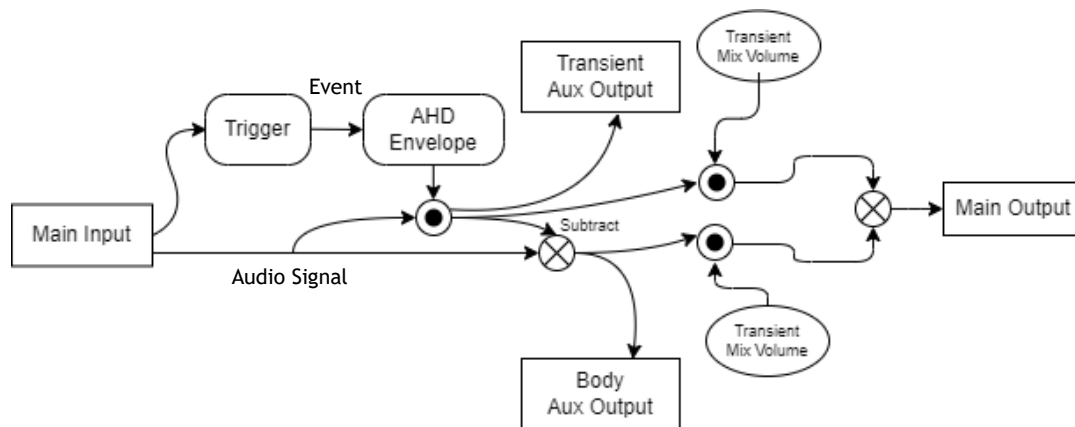 Transient
Mix Volume
Transient
Aux Output
Event
Trigger
AHD
Envelope
Main Input
Subtract
Main Output
Audio Signal
Transient
Mix Volume
Body
Aux Output